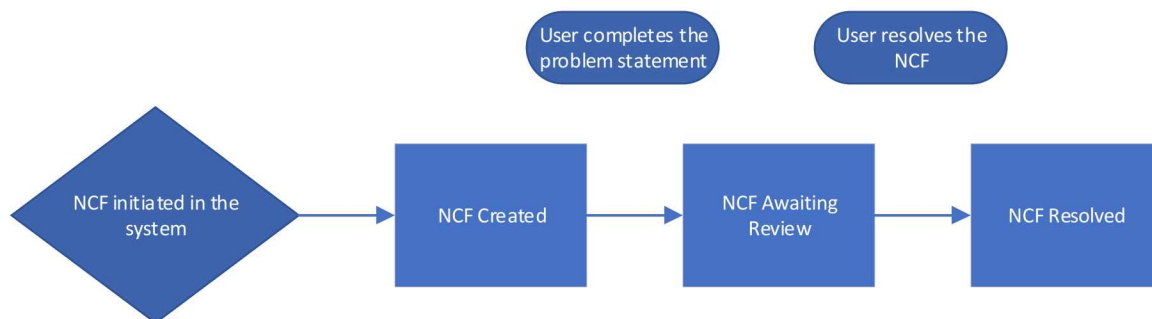 User completes the
problem statement
User resolves the
NCF
NCF initiated in the
system
NCF Created
NCF Awaiting
Review
NCF Resolved